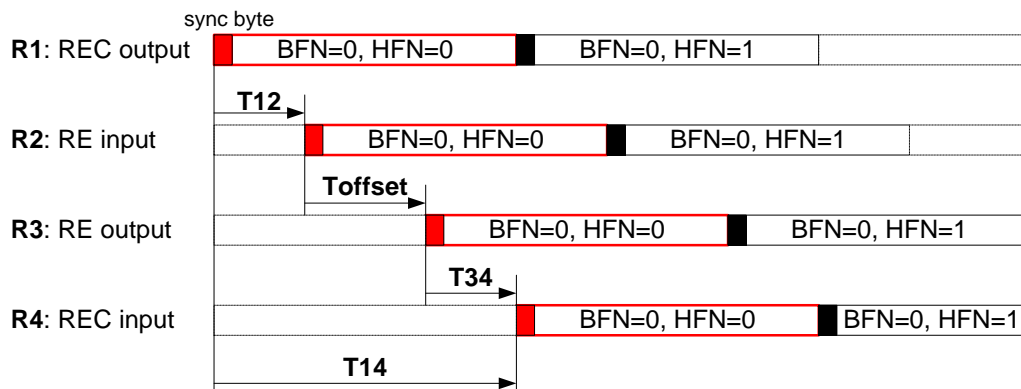 sync byte
R1: REC output
BFN=0, HFN=0
BFN=0, HFN=1
T12
R2: RE input
BFN=0, HFN=0
BFN=0, HFN=1
Toffset
R3: RE output
BFN=0, HFN=0
BFN=0, HFN=1
T34
R4: REC input
BFN=0, HFN=0
BFN=0, HFN=1
T14